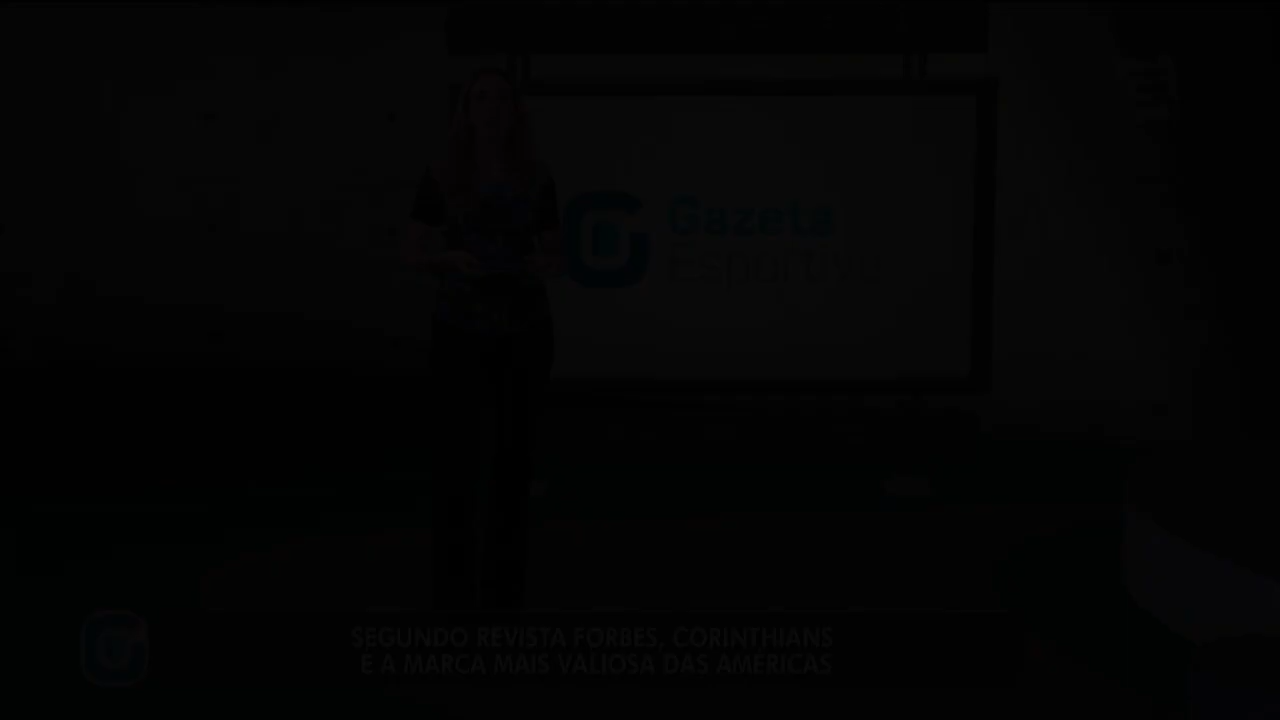 Gazeta
Esportiva
SEGUNDO REVISTA FORBES, CORINTHIANS
É A MARCA MAIS VALIOSA DAS AMÉRICAS